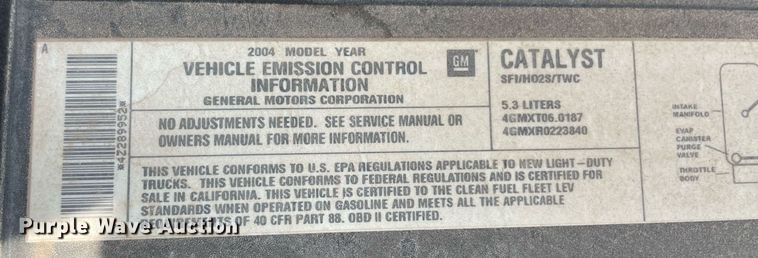 A
2004 MODEL YEAR
VEHICLE EMISSION CONTROL
INFORMATION
GENERAL MOTORS CORPORATION
GM
NO ADJUSTMENTS NEEDED. SEE SERVICE MANUAL OR
OWNERS MANUAL FOR MORE INFORMATION.
CATALYST
SFI/HO2S/TWC
5.3 LITERS
4GMXT06.0187
4GMXR0223840
THIS VEHICLE CONFORMS TO U.S. EPA REGULATIONS APPLICABLE TO NEW LIGHT-DUTY
TRUCKS. THIS VEHICLE CONFORMS TO FEDERAL REGULATIONS AND IS CERTIFIED FOR
SALE IN CALIFORNIA. THIS VEHICLE IS CERTIFIED TO THE CLEAN FUEL FLEET LEV
STANDARDS WHEN OPERATED ON GASOLINE AND MEETS ALL THE APPLICABLE
REQUIREMENTS OF 40 CFR PART 88. OBD II CERTIFIED.
*4Z289952*
INTAKE
MANIFOLD
EVAP
CANISTER
PURGE
VALVE
THROTTLE
BODY
Purple Wave Auction